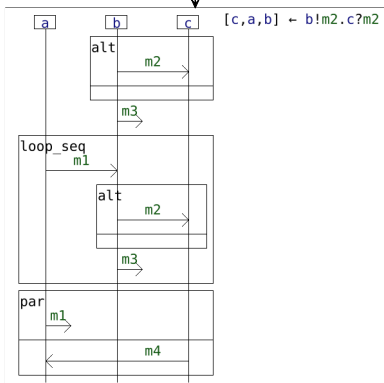 a b c [c,a,b] ← b!m2.c?m2
alt
m2
m3
loop_seq
m1
alt
m2
m3
par
m1
m4